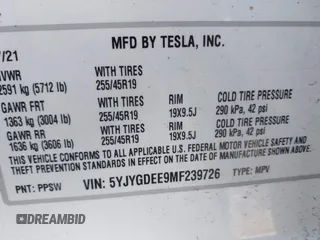 MFD BY TESLA, INC.
/21
VWR
2591 kg (5712 lb)
WITH TIRES
255/45R19
GAWR FRT
1363 kg (3004 lb)
WITH TIRES
255/45R19
RIM
19X9.5J
COLD TIRE PRESSURE
290 kPa, 42 psi
GAWR RR
1636 kg (3606 lb)
WITH TIRES
255/45R19
RIM
19X9.5J
COLD TIRE PRESSURE
290 kPa, 42 psi
THIS VEHICLE CONFORMS TO ALL APPLICABLE FEDERAL MOTOR VEHICLE SAFETY AND
THEFT PREVENTION STANDARDS IN EFFECT ON THE DATE OF MANUFACTURE SHOWN ABOVE.
PNT: PPSW
VIN: 5YJYGDEE9MF239726
TYPE: MPV
DREAMBID